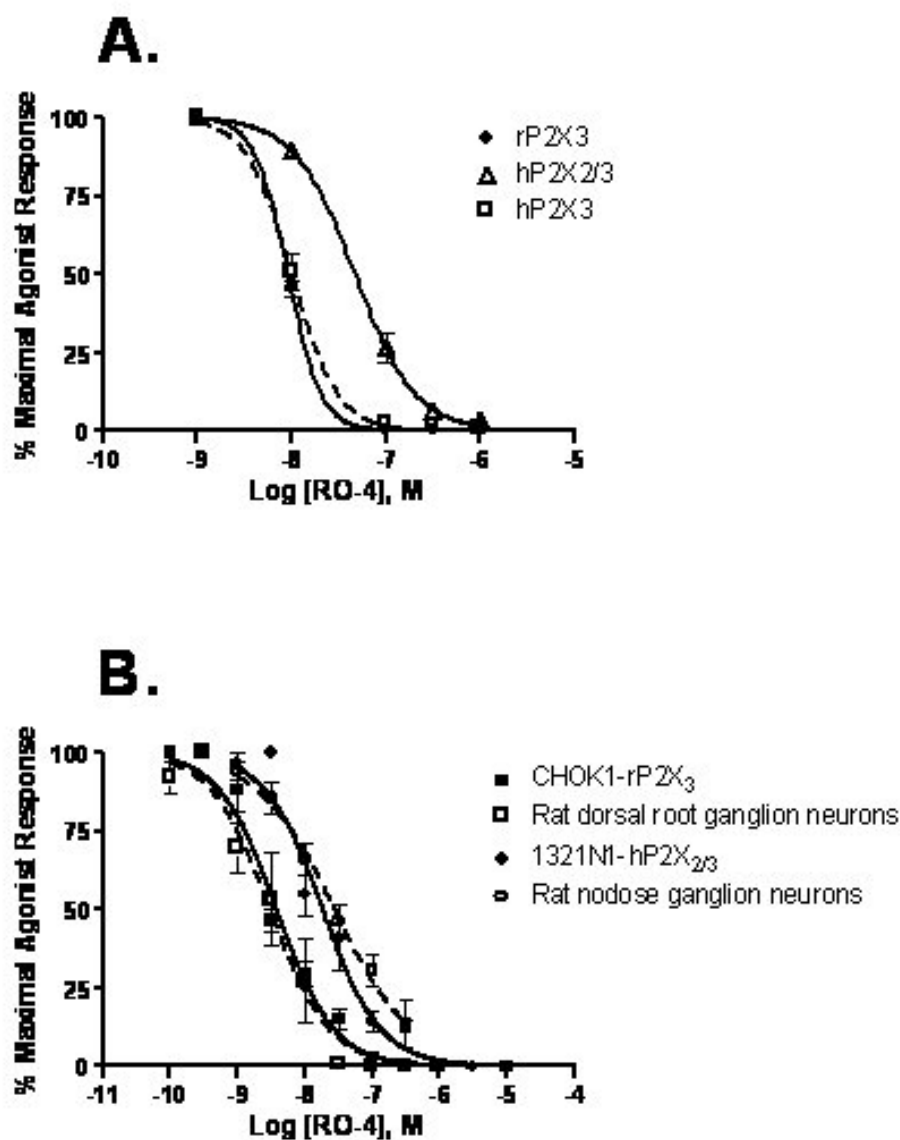 A.
% Maximal Agonist Response
100
75
50
25
0
-10
-9
-8
-7
-6
-5
Log [RO-4], M
rP2X3
hP2X2/3
hP2X3
B.
% Maximal Agonist Response
100
75
50
25
0
-11
-10
-9
-8
-7
-6
-5
-4
Log [RO-4], M
CHOK1-rP2X3
Rat dorsal root ganglion neurons
1321N1-hP2X2/3
Rat nodose ganglion neurons